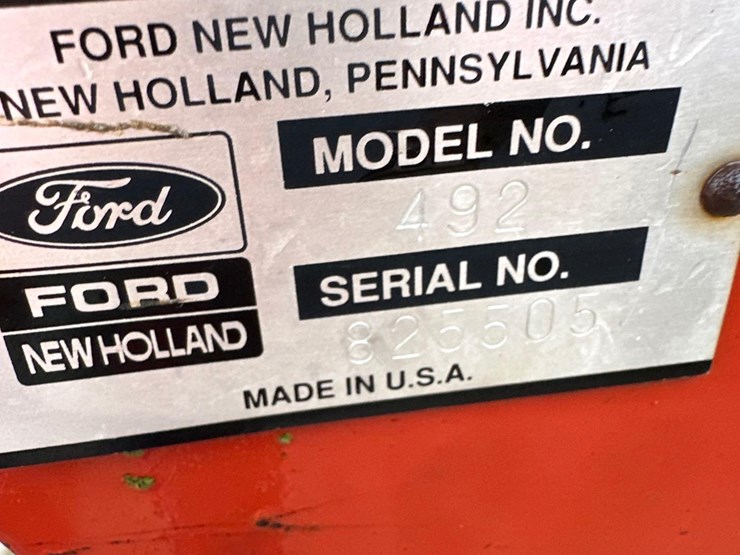 FORD NEW HOLLAND INC.
NEW HOLLAND, PENNSYLVANIA
Ford
FORD
NEW HOLLAND
MODEL NO.
492
SERIAL NO.
825505
MADE IN U.S.A.